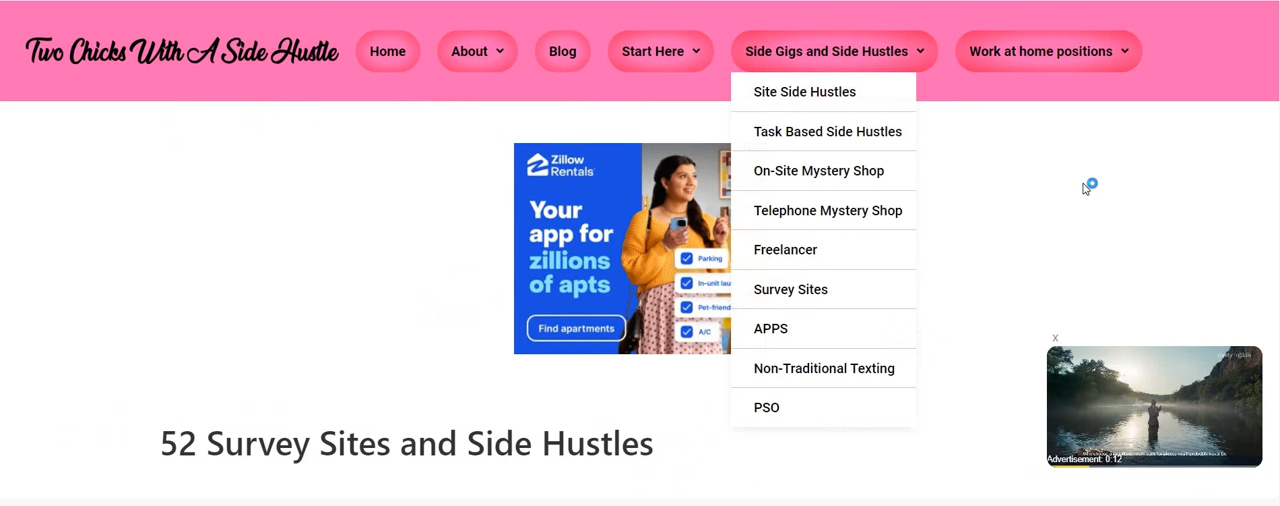 Two Chicks With A Side Hustle
Home
About
Blog
Start Here
Side Gigs and Side Hustles
Work at home positions
Site Side Hustles
Task Based Side Hustles
On-Site Mystery Shop
Telephone Mystery Shop
Freelancer
Survey Sites
APPS
Non-Traditional Texting
PSO
Zillow
Rentals
Your
app for
zillions
of apts
Find apartments
Parking
In-unit lau
Pet-friend
A/C
X
Advertisement: 0:12
52 Survey Sites and Side Hustles